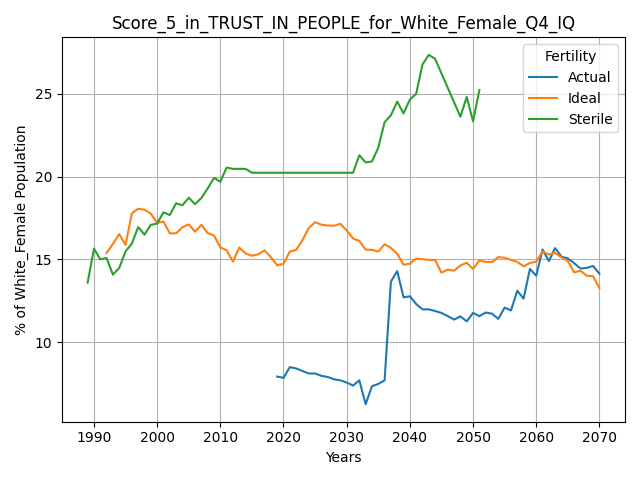 Score_5_in_TRUST_IN_PEOPLE_for_White_Female_Q4_IQ
Fertility
Actual
Ideal
Sterile
% of White_Female Population
25
20
15
10
1990 2000 2010 2020 2030 2040 2050 2060 2070
Years